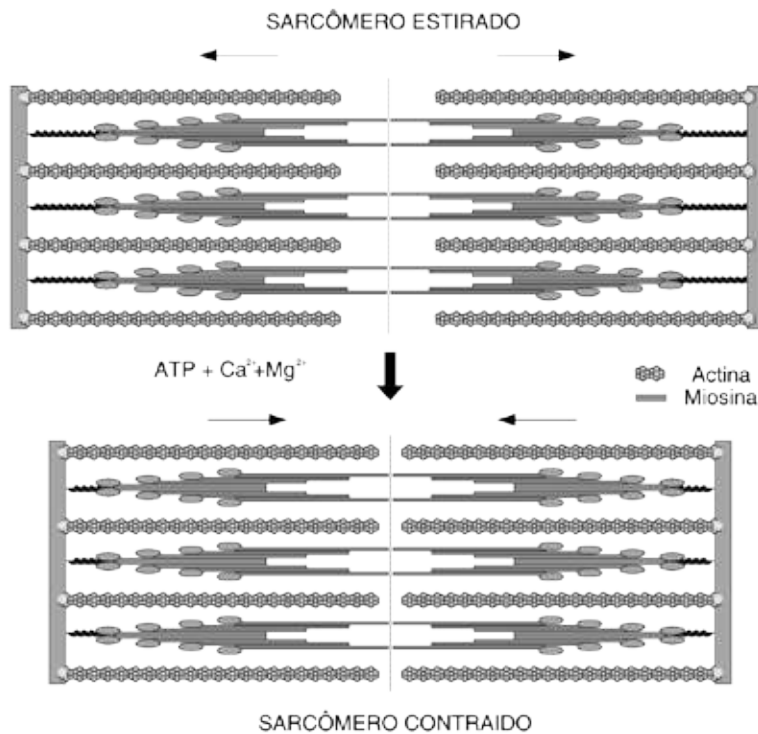 SARCÔMERO ESTIRADO
ATP + Ca²⁺+Mg²⁺
Actina
Miosina
SARCÔMERO CONTRAIDO